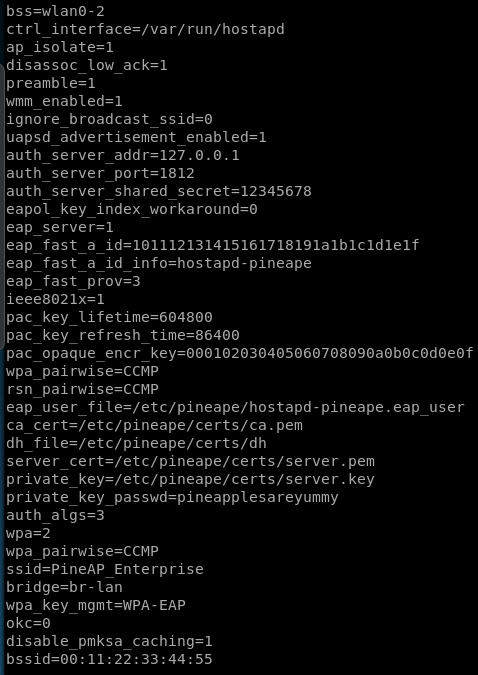 bss=wlan0-2
ctrl_interface=/var/run/hostapd
ap_isolate=1
disassoc_low_ack=1
preamble=1
wmm_enabled=1
ignore_broadcast_ssid=0
uapsd_advertisement_enabled=1
auth_server_addr=127.0.0.1
auth_server_port=1812
auth_server_shared_secret=12345678
eapol_key_index_workaround=0
eap_server=1
eap_fast_a_id=101112131415161718191a1b1c1d1e1f
eap_fast_a_id_info=hostapd-pineape
eap_fast_prov=3
ieee8021x=1
pac_key_lifetime=604800
pac_key_refresh_time=86400
pac_opaque_encr_key=000102030405060708090a0b0c0d0e0f
wpa_pairwise=CCMP
rsn_pairwise=CCMP
eap_user_file=/etc/pineape/hostapd-pineape.eap_user
ca_cert=/etc/pineape/certs/ca.pem
dh_file=/etc/pineape/certs/dh
server_cert=/etc/pineape/certs/server.pem
private_key=/etc/pineape/certs/server.key
private_key_passwd=pineapplesareyummy
auth_algs=3
wpa=2
wpa_pairwise=CCMP
ssid=PineAP_Enterprise
bridge=br-lan
wpa_key_mgmt=WPA-EAP
okc=0
disable_pmksa_caching=1
bssid=00:11:22:33:44:55